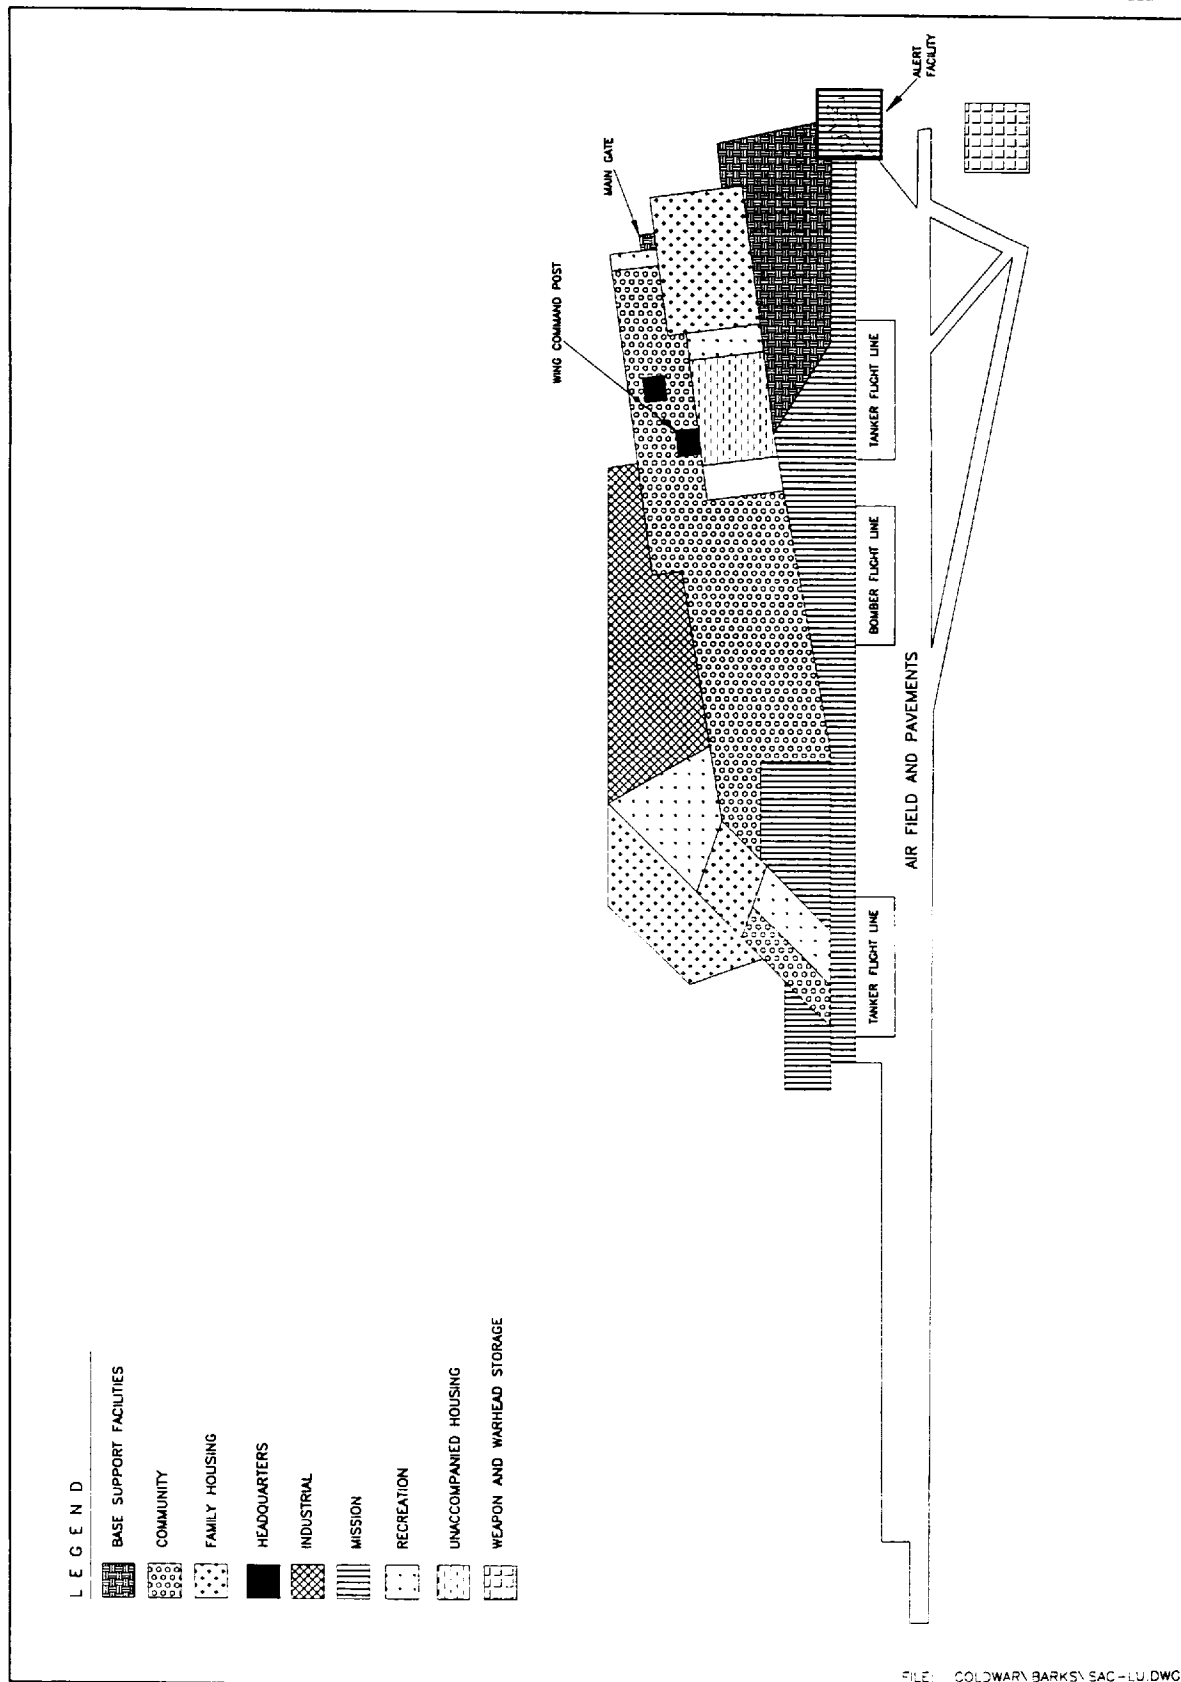 LEGEND
BASE SUPPORT FACILITIES
COMMUNITY
FAMILY HOUSING
HEADQUARTERS
INDUSTRIAL
MISSION
RECREATION
UNACCOMPANIED HOUSING
WEAPON AND WARHEAD STORAGE
WING COMMAND POST
MAIN GATE
ALERT
FACILITY
TANKER FLIGHT LINE
BOMBER FLIGHT LINE
TANKER FLIGHT LINE
AIR FIELD AND PAVEMENTS
FILE: COLDWAR\BARKS\SAC-LU.DWG